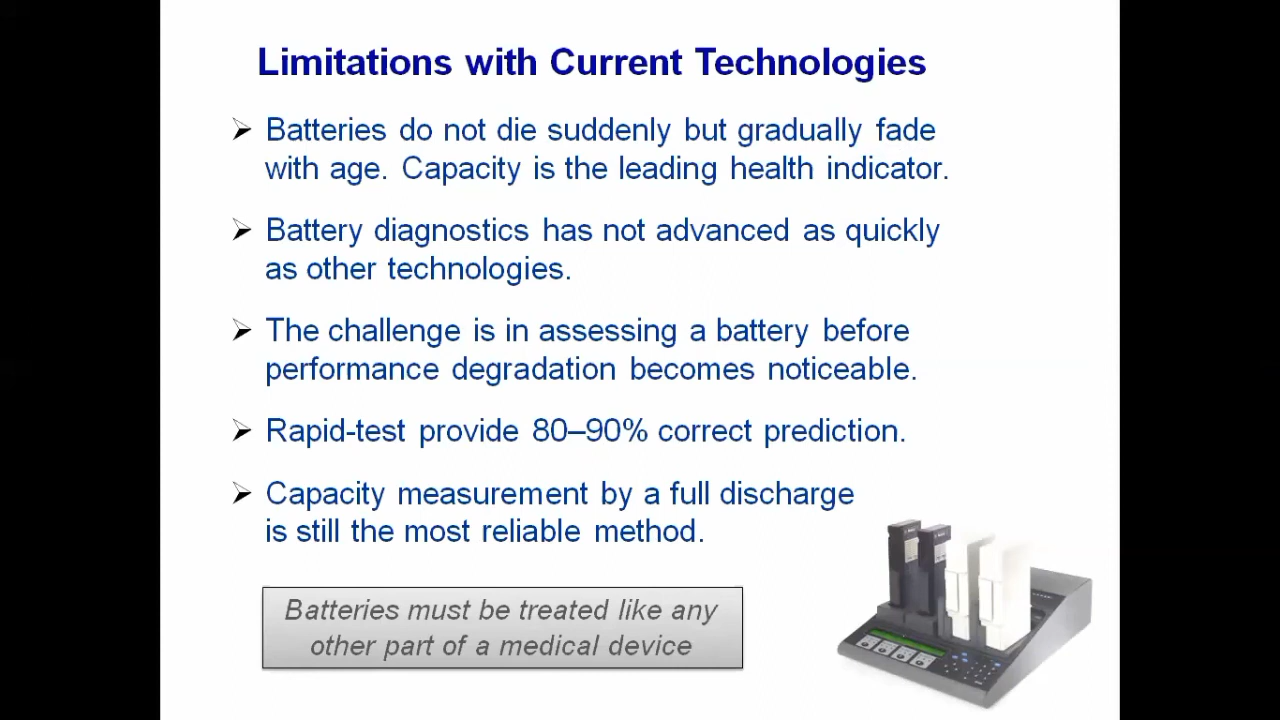 Limitations with Current Technologies
Batteries do not die suddenly but gradually fade
with age. Capacity is the leading health indicator.
Battery diagnostics has not advanced as quickly
as other technologies.
The challenge is in assessing a battery before
performance degradation becomes noticeable.
Rapid-test provide 80–90% correct prediction.
Capacity measurement by a full discharge
is still the most reliable method.
Batteries must be treated like any
other part of a medical device